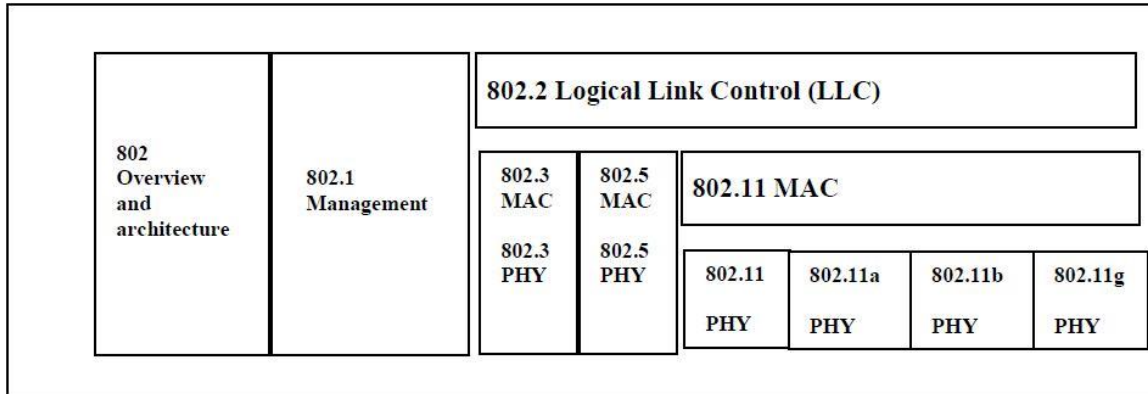 802
Overview
and
architecture
802.1
Management
802.2 Logical Link Control (LLC)
802.3
MAC
802.3
PHY
802.5
MAC
802.5
PHY
802.11 MAC
802.11
PHY
802.11a
PHY
802.11b
PHY
802.11g
PHY